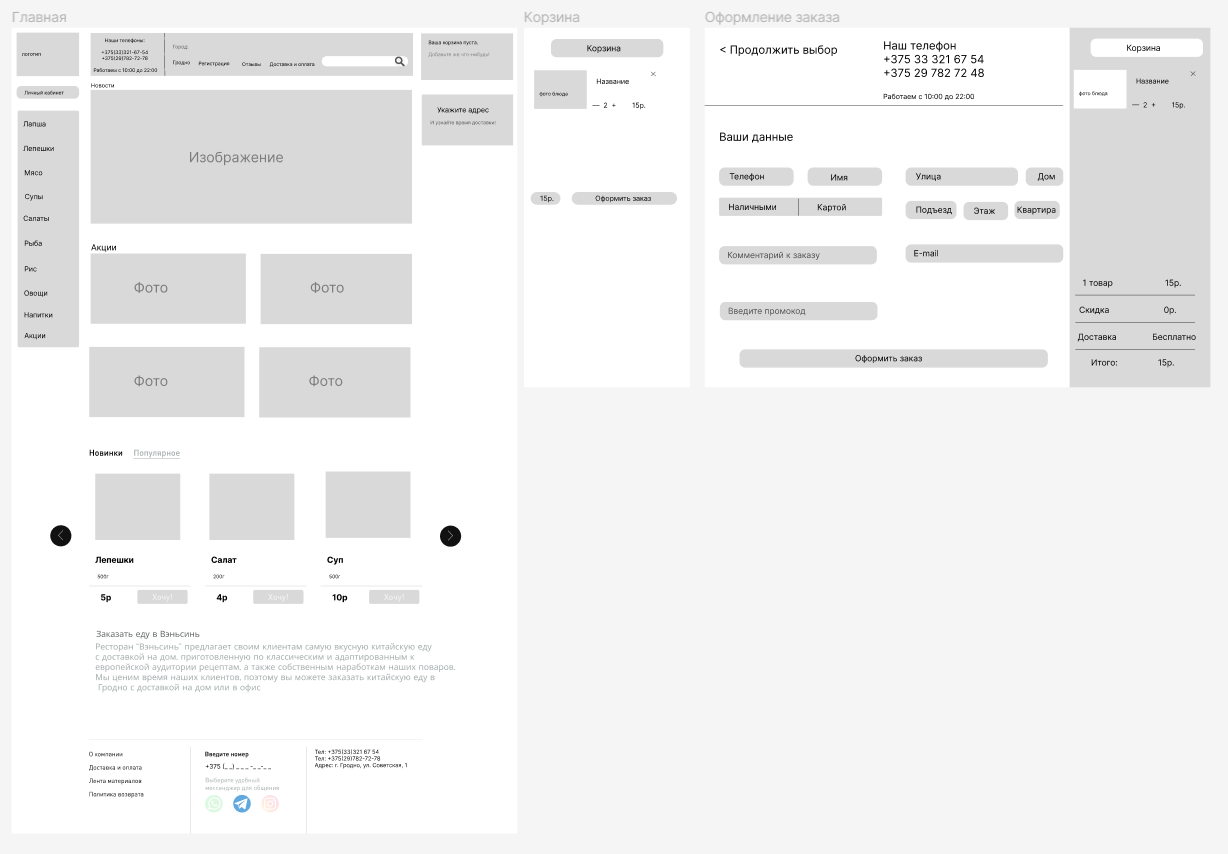 Главная
логотип
Личный кабинет
Лапша
Лепешки
Мясо
Супы
Салаты
Рыба
Рис
Овощи
Напитки
Акции
Наши телефоны:
+375(33)321-67-54
+375(29)782-72-78
Работаем с 10:00 до 22:00
Город:
Гродно
Регистрация
Отзывы
Доставка и оплата
Ваша корзина пуста.
Добавьте же что-нибудь!
Укажите адрес
И узнайте время доставки!
Новости
Изображение
Акции
Фото
Фото
Фото
Фото
Новинки
Популярное
Лепешки
500г
5р
Хочу!
Салат
200г
4р
Хочу!
Суп
500г
10р
Хочу!
Заказать еду в Вэньсинь
Ресторан "Вэньсинь" предлагает своим клиентам самую вкусную китайскую еду
с доставкой на дом, приготовленную по классическим и адаптированным к
европейской аудитории рецептам, а также собственным наработкам наших поваров.
Мы ценим время наших клиентов, поэтому вы можете заказать китайскую еду в
Гродно с доставкой на дом или в офис
О компании
Доставка и оплата
Лента материалов
Политика возврата
Введите номер
+375 (_ _) _ _ _ -_ _-_ _
Выберите удобный
мессенджер для общения
Тел: +375(33)321 67 54
Тел: +375(29)782-72-78
Адрес: г. Гродно, ул. Советская, 1
Корзина
Корзина
фото блюда
Название
×
— 2 +
15р.
15р.
Оформить заказ
Оформление заказа
< Продолжить выбор
Наш телефон
+375 33 321 67 54
+375 29 782 72 48
Работаем с 10:00 до 22:00
Ваши данные
Телефон
Имя
Улица
Дом
Наличными
Картой
Подъезд
Этаж
Квартира
Комментарий к заказу
E-mail
Введите промокод
Оформить заказ
Корзина
фото блюда
Название
×
— 2 +
15р.
1 товар
15р.
Скидка
0р.
Доставка
Бесплатно
Итого:
15р.